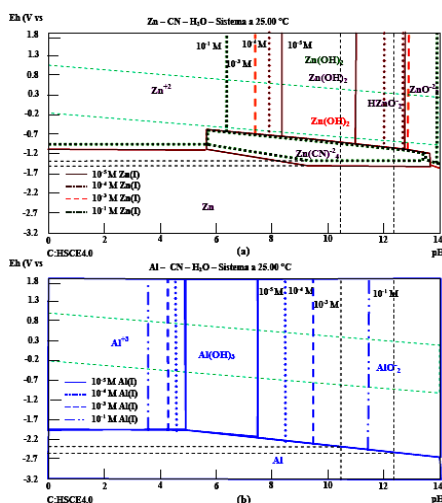 Eh (V vs
Zn – CN – H₂O – Sistema a 25.00 ºC
1.8
1.3
0.8
0.3
-0.2
-0.7
-1.2
-1.7
-2.2
-2.7
-3.2
10⁻¹ M
10⁻³ M
10⁻⁴ M
10⁻⁵ M
Zn⁺²
Zn(OH)₂
Zn(OH)₂
Zn(OH)₂
HZnO⁻₂
ZnO⁻²₂
Zn(CN)⁻²₄
Zn
10⁻⁵ M Zn(I)
10⁻⁴ M Zn(I)
10⁻³ M Zn(I)
10⁻¹ M Zn(I)
0 2 4 6 8 10 12 14
C:HSCE4.0
(a)
pH
Eh (V vs
Al – CN – H₂O – Sistema a 25.00 ºC
1.8
1.3
0.8
0.3
-0.2
-0.7
-1.2
-1.7
-2.2
-2.7
-3.2
10⁻⁵ M
10⁻⁴ M
10⁻³ M
10⁻¹ M
Al⁺³
Al(OH)₃
AlO⁻₂
Al
10⁻⁵ M Al(I)
10⁻⁴ M Al(I)
10⁻³ M Al(I)
10⁻¹ M Al(I)
0 2 4 6 8 10 12 14
C:HSCE4.0
(b)
pH